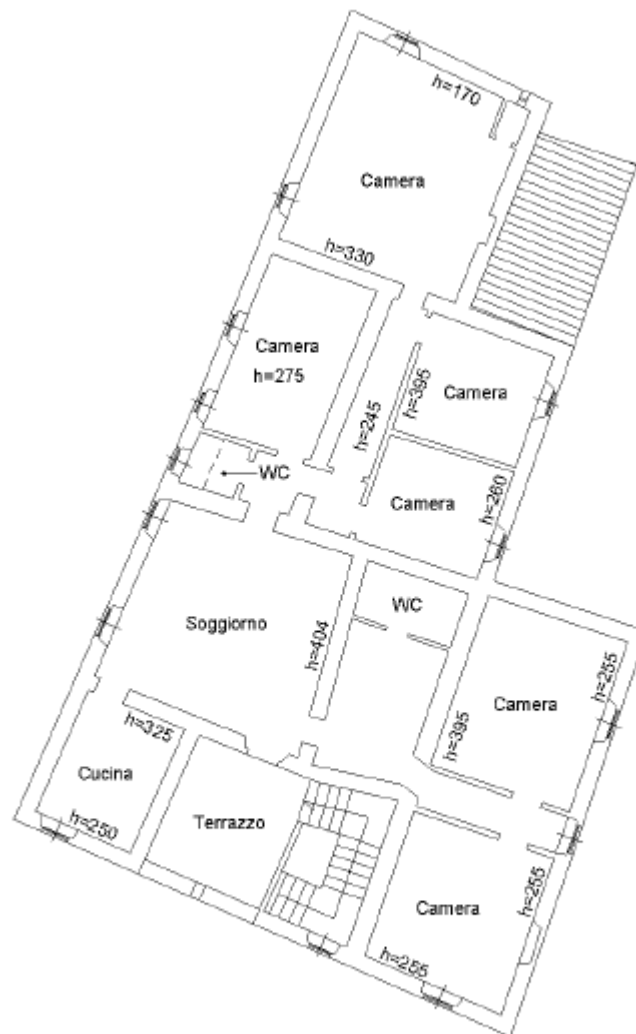 h=170
Camera
h=330
Camera
h=275
h=395
Camera
h=245
WC
Camera
h=260
WC
Soggiorno
h=404
h=255
Camera
h=395
h=325
Cucina
h=250
Terrazzo
h=255
Camera
h=255